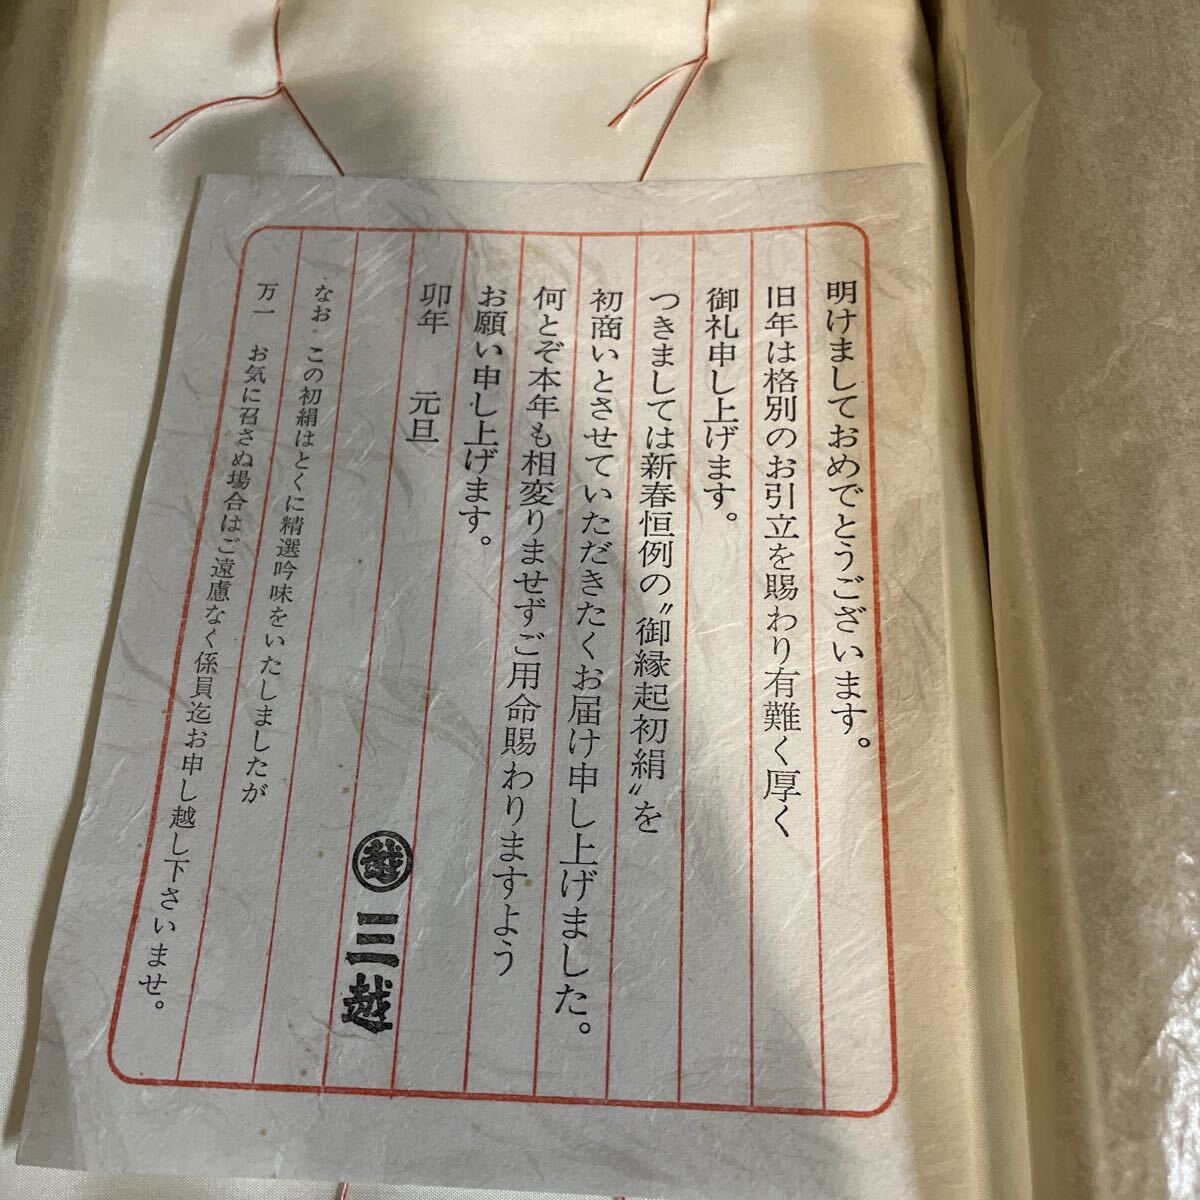 明けましておめでとうございます。
旧年は格別のお引立を賜わり有難く厚く
御礼申し上げます。
つきましては新春恒例の〝御縁起初絹〟を
初商いとさせていただきたくお届け申し上げました。
何とぞ本年も相変りませずご用命賜わりますよう
お願い申し上げます。
卯年 元旦
越 三越
なお この初絹はとくに精選吟味をいたしましたが
万一 お気に召さぬ場合はご遠慮なく係員迄お申し越し下さいませ。